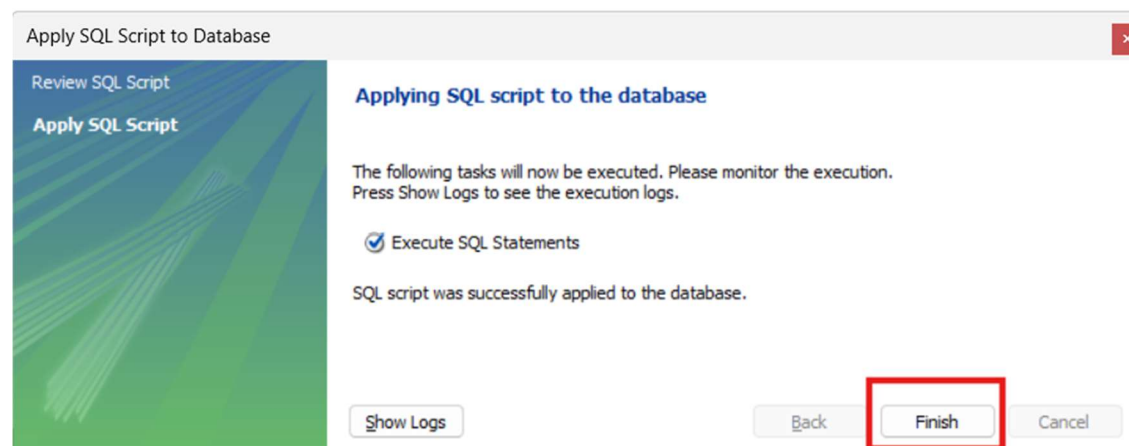 Apply SQL Script to Database
Review SQL Script
Apply SQL Script
Applying SQL script to the database
The following tasks will now be executed. Please monitor the execution.
Press Show Logs to see the execution logs.
Execute SQL Statements
SQL script was successfully applied to the database.
Show Logs
Back
Finish
Cancel